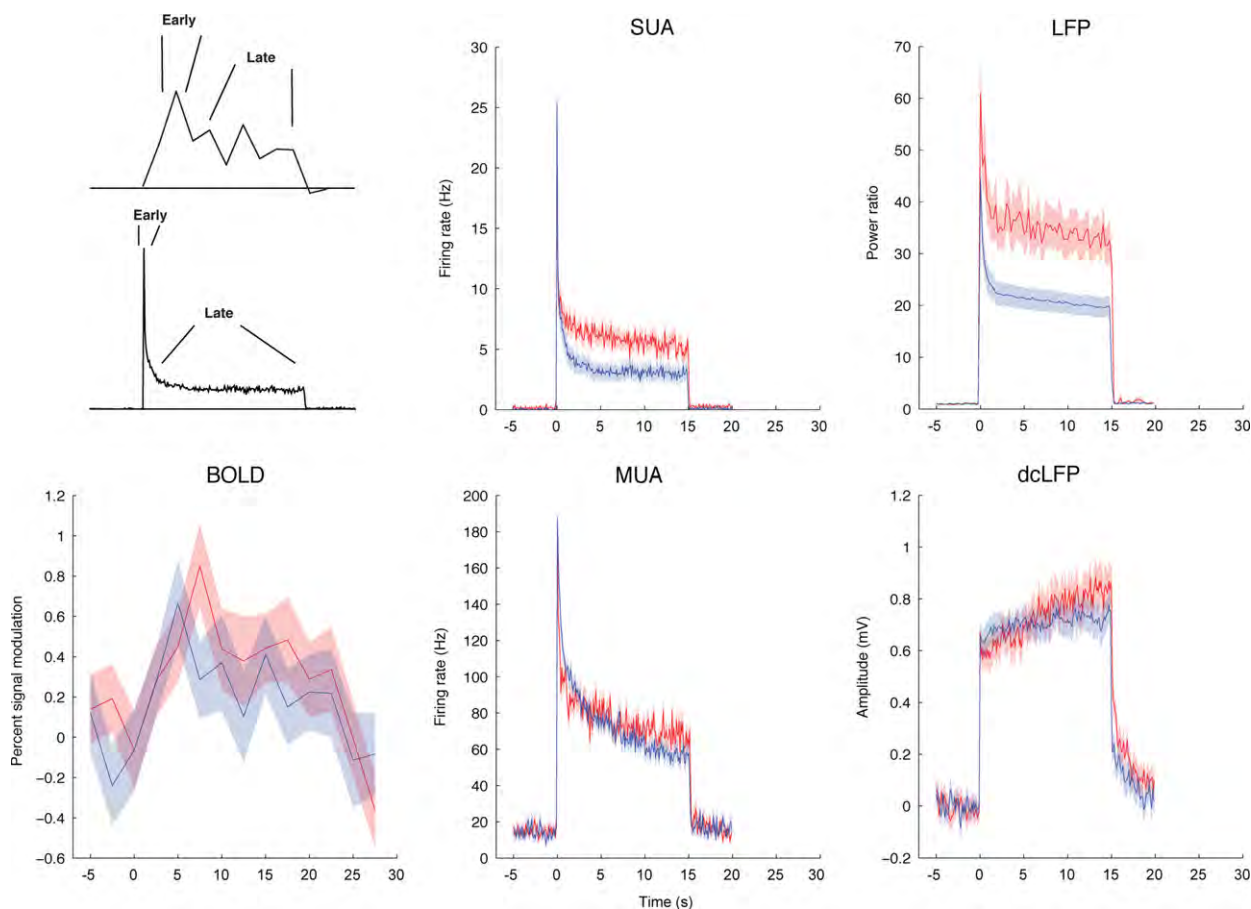 Early
Late
Early
Late
SUA
30
25
20
15
10
5
0
Firing rate (Hz)
-5 0 5 10 15 20 25 30
LFP
70
60
50
40
30
20
10
0
Power ratio
-5 0 5 10 15 20 25 30
BOLD
1.2
1
0.8
0.6
0.4
0.2
0
−0.2
−0.4
−0.6
Percent signal modulation
-5 0 5 10 15 20 25 30
MUA
200
180
160
140
120
100
80
60
40
20
0
Firing rate (Hz)
-5 0 5 10 15 20 25 30
Time (s)
dcLFP
1.2
1
0.8
0.6
0.4
0.2
0
-0.2
Amplitude (mV)
-5 0 5 10 15 20 25 30